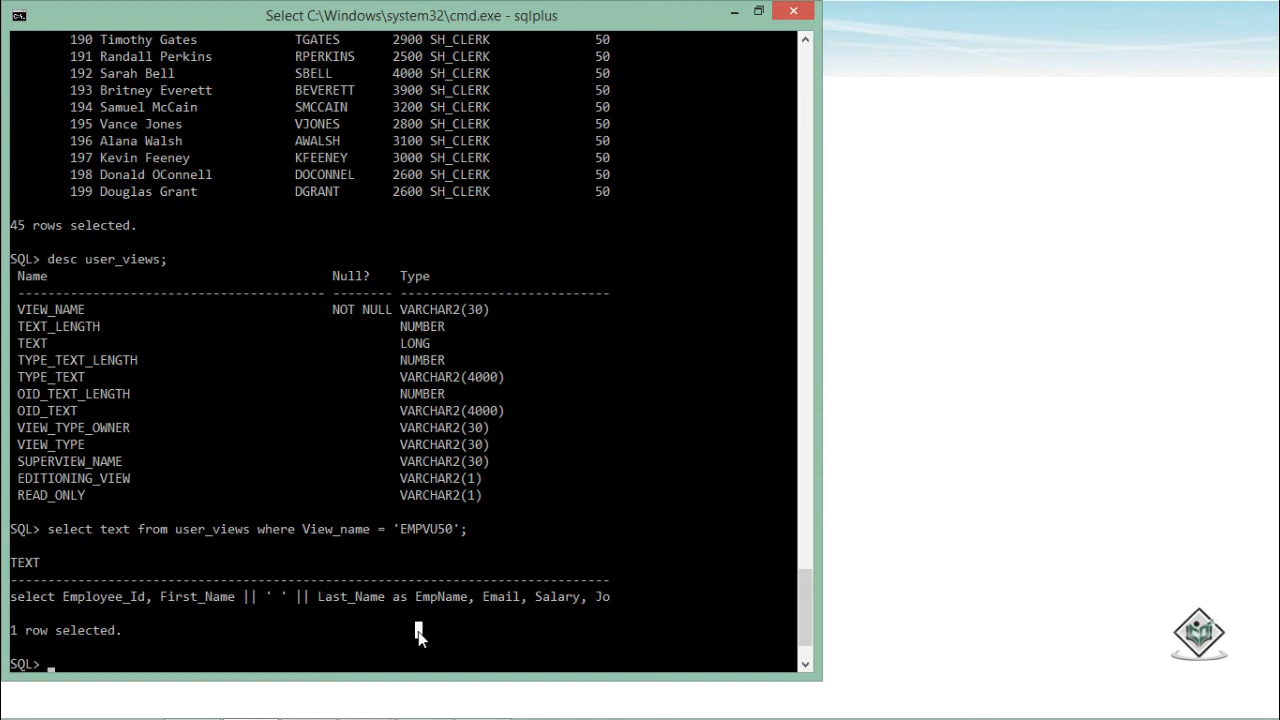 Select C:\Windows\system32\cmd.exe - sqlplus
190 Timothy Gates TGATES 2900 SH_CLERK 50
191 Randall Perkins RPERKINS 2500 SH_CLERK 50
192 Sarah Bell SBELL 4000 SH_CLERK 50
193 Britney Everett BEVERETT 3900 SH_CLERK 50
194 Samuel McCain SMCCAIN 3200 SH_CLERK 50
195 Vance Jones VJONES 2800 SH_CLERK 50
196 Alana Walsh AWALSH 3100 SH_CLERK 50
197 Kevin Feeney KFEENEY 3000 SH_CLERK 50
198 Donald OConnell DOCONNEL 2600 SH_CLERK 50
199 Douglas Grant DGRANT 2600 SH_CLERK 50
45 rows selected.
SQL> desc user_views;
Name Null? Type
----------------------------------------- -------- ----------------------------
VIEW_NAME NOT NULL VARCHAR2(30)
TEXT_LENGTH NUMBER
TEXT LONG
TYPE_TEXT_LENGTH NUMBER
TYPE_TEXT VARCHAR2(4000)
OID_TEXT_LENGTH NUMBER
OID_TEXT VARCHAR2(4000)
VIEW_TYPE_OWNER VARCHAR2(30)
VIEW_TYPE VARCHAR2(30)
SUPERVIEW_NAME VARCHAR2(30)
EDITIONING_VIEW VARCHAR2(1)
READ_ONLY VARCHAR2(1)
SQL> select text from user_views where View_name = 'EMPVU50';
TEXT
--------------------------------------------------------------------------------
select Employee_Id, First_Name || ' ' || Last_Name as EmpName, Email, Salary, Jo
1 row selected.
SQL>